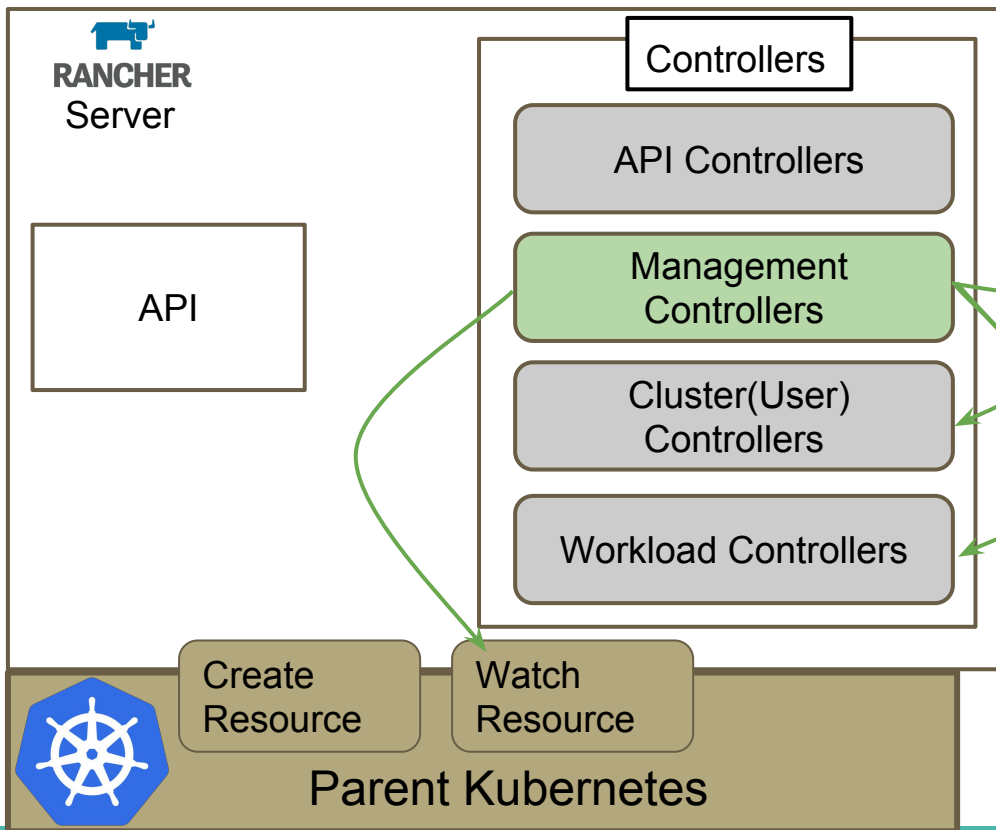 RANCHER
Server
Controllers
API Controllers
Management
Controllers
API
Cluster(User)
Controllers
Workload Controllers
Create
Resource
Watch
Resource
Parent Kubernetes